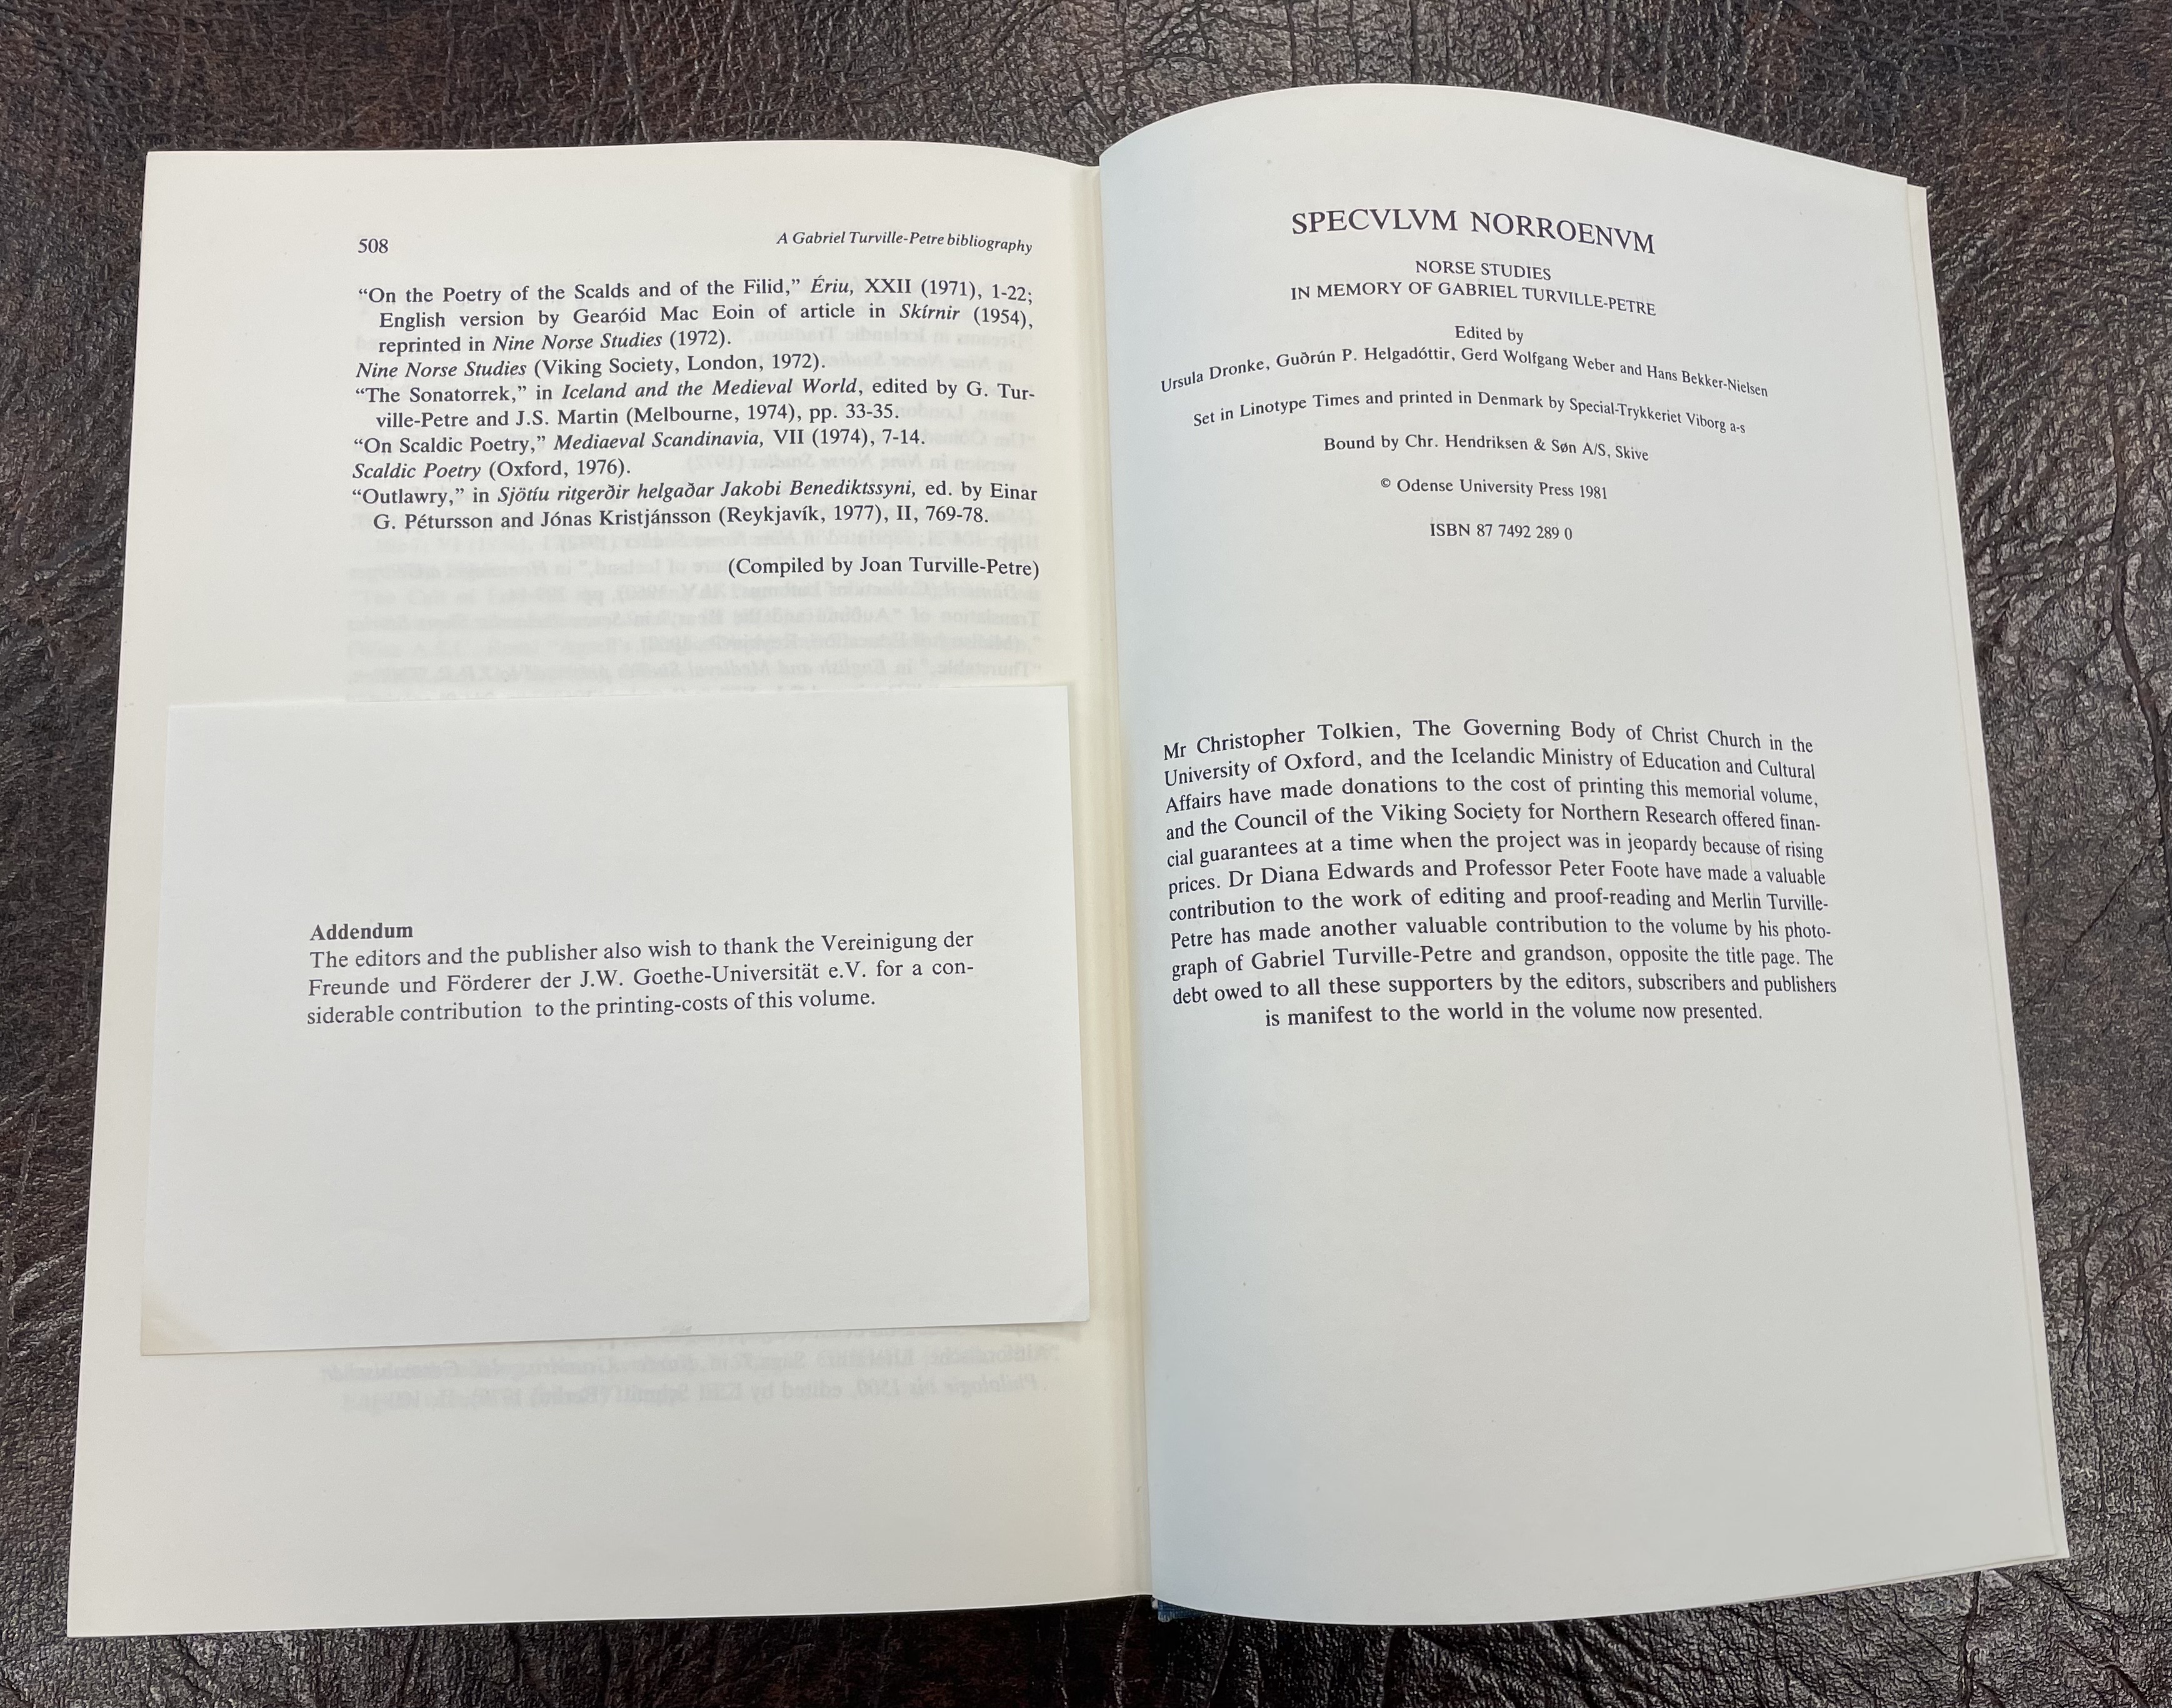 508
A Gabriel Turville-Petre bibliography
“On the Poetry of the Scalds and of the Filid,” Ériu, XXII (1971), 1-22;
English version by Gearóid Mac Eoin of article in Skírnir (1954),
reprinted in Nine Norse Studies (1972).
Nine Norse Studies (Viking Society, London, 1972).
“The Sonatorrek,” in Iceland and the Medieval World, edited by G. Tur-
ville-Petre and J.S. Martin (Melbourne, 1974), pp. 33-35.
“On Scaldic Poetry,” Mediaeval Scandinavia, VII (1974), 7-14.
Scaldic Poetry (Oxford, 1976).
“Outlawry,” in Sjötíu ritgerðir helgaðar Jakobi Benediktssyni, ed. by Einar
G. Pétursson and Jónas Kristjánsson (Reykjavík, 1977), II, 769-78.
(Compiled by Joan Turville-Petre)
Addendum
The editors and the publisher also wish to thank the Vereinigung der
Freunde und Förderer der J.W. Goethe-Universität e.V. for a con-
siderable contribution to the printing-costs of this volume.
SPECVLVM NORROENVM
NORSE STUDIES
IN MEMORY OF GABRIEL TURVILLE-PETRE
Edited by
Ursula Dronke, Guðrún P. Helgadóttir, Gerd Wolfgang Weber and Hans Bekker-Nielsen
Set in Linotype Times and printed in Denmark by Special-Trykkeriet Viborg a-s
Bound by Chr. Hendriksen & Søn A/S, Skive
© Odense University Press 1981
ISBN 87 7492 289 0
Mr Christopher Tolkien, The Governing Body of Christ Church in the
University of Oxford, and the Icelandic Ministry of Education and Cultural
Affairs have made donations to the cost of printing this memorial volume,
and the Council of the Viking Society for Northern Research offered finan-
cial guarantees at a time when the project was in jeopardy because of rising
prices. Dr Diana Edwards and Professor Peter Foote have made a valuable
contribution to the work of editing and proof-reading and Merlin Turville-
Petre has made another valuable contribution to the volume by his photo-
graph of Gabriel Turville-Petre and grandson, opposite the title page. The
debt owed to all these supporters by the editors, subscribers and publishers
is manifest to the world in the volume now presented.